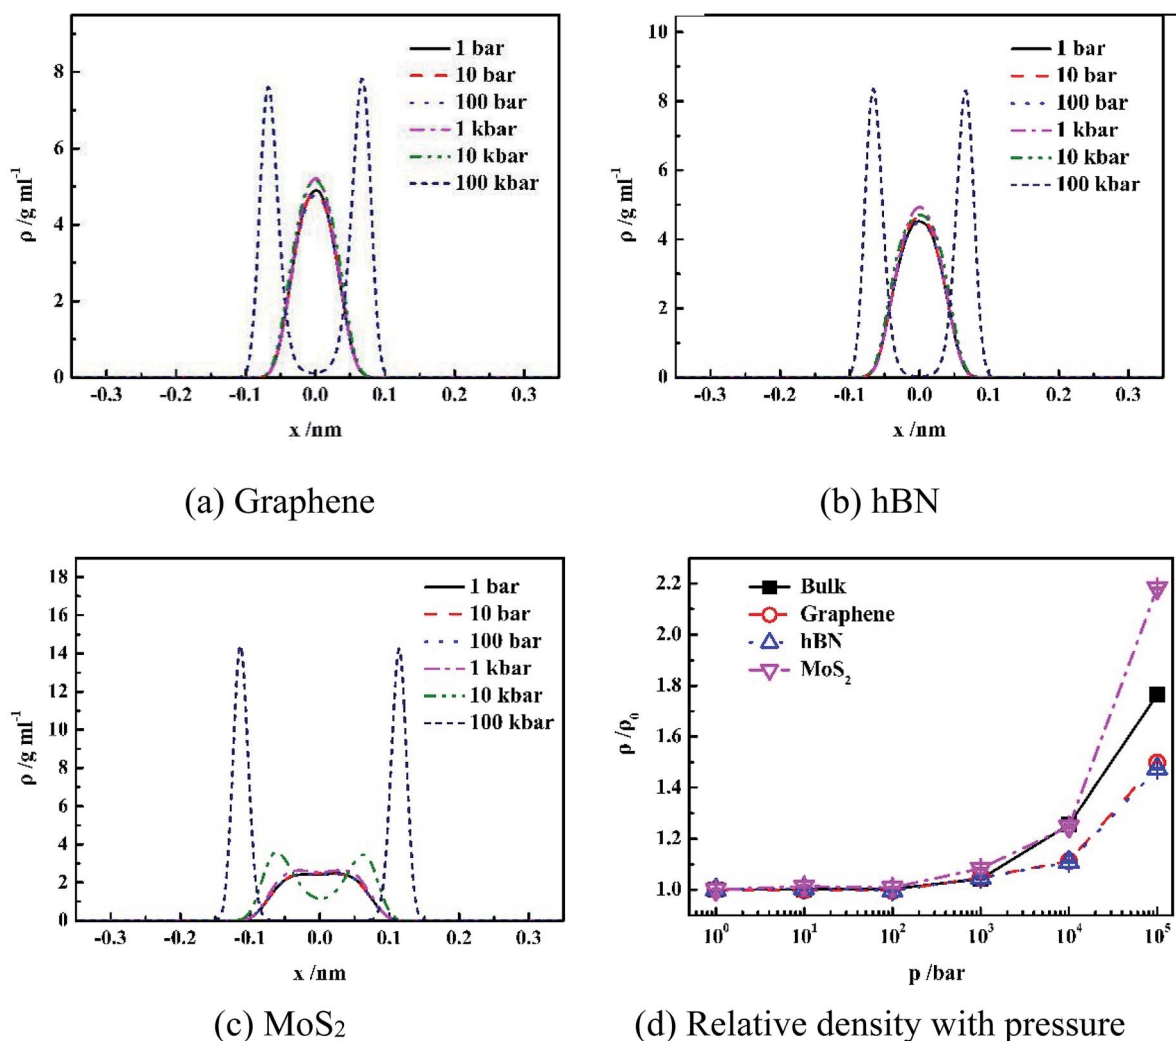 8
6
4
2
0
ρ /g ml⁻¹
1 bar
10 bar
100 bar
1 kbar
10 kbar
100 kbar
-0.3 -0.2 -0.1 0.0 0.1 0.2 0.3
x /nm
(a) Graphene
10
8
6
4
2
0
ρ /g ml⁻¹
1 bar
10 bar
100 bar
1 kbar
10 kbar
100 kbar
-0.3 -0.2 -0.1 0.0 0.1 0.2 0.3
x /nm
(b) hBN
18
16
14
12
10
8
6
4
2
0
ρ /g ml⁻¹
1 bar
10 bar
100 bar
1 kbar
10 kbar
100 kbar
-0.3 -0.2 -0.1 0.0 0.1 0.2 0.3
x /nm
(c) MoS₂
2.2
2.0
1.8
1.6
1.4
1.2
1.0
ρ /ρ₀
Bulk
Graphene
hBN
MoS₂
10⁰ 10¹ 10² 10³ 10⁴ 10⁵
p /bar
(d) Relative density with pressure